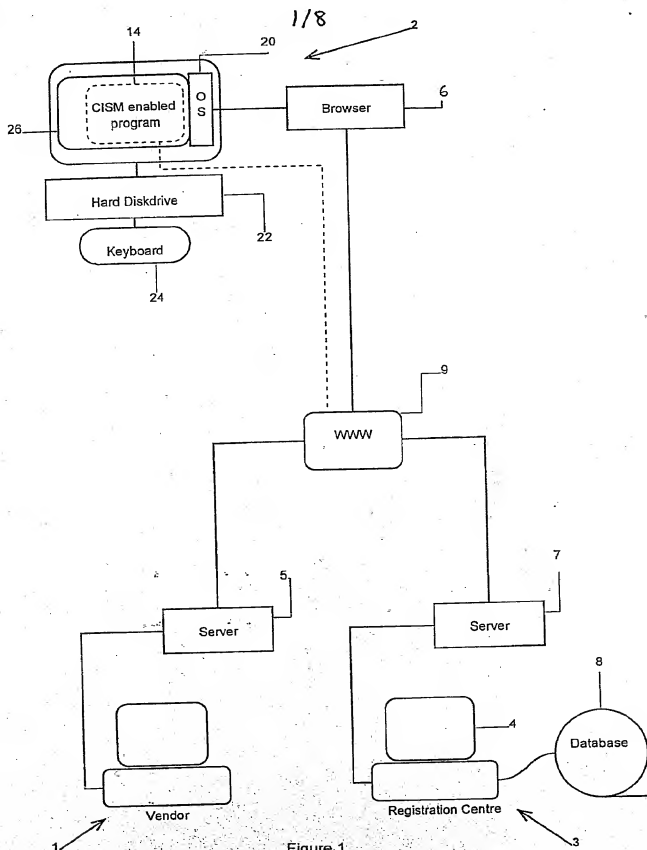 1/8
14
20
2
CISM enabled
program
O
S
Browser
6
26
Hard Diskdrive
22
Keyboard
24
9
WWW
5
7
Server
Server
8
4
Database
Vendor
Registration Centre
1
3
Figure 1